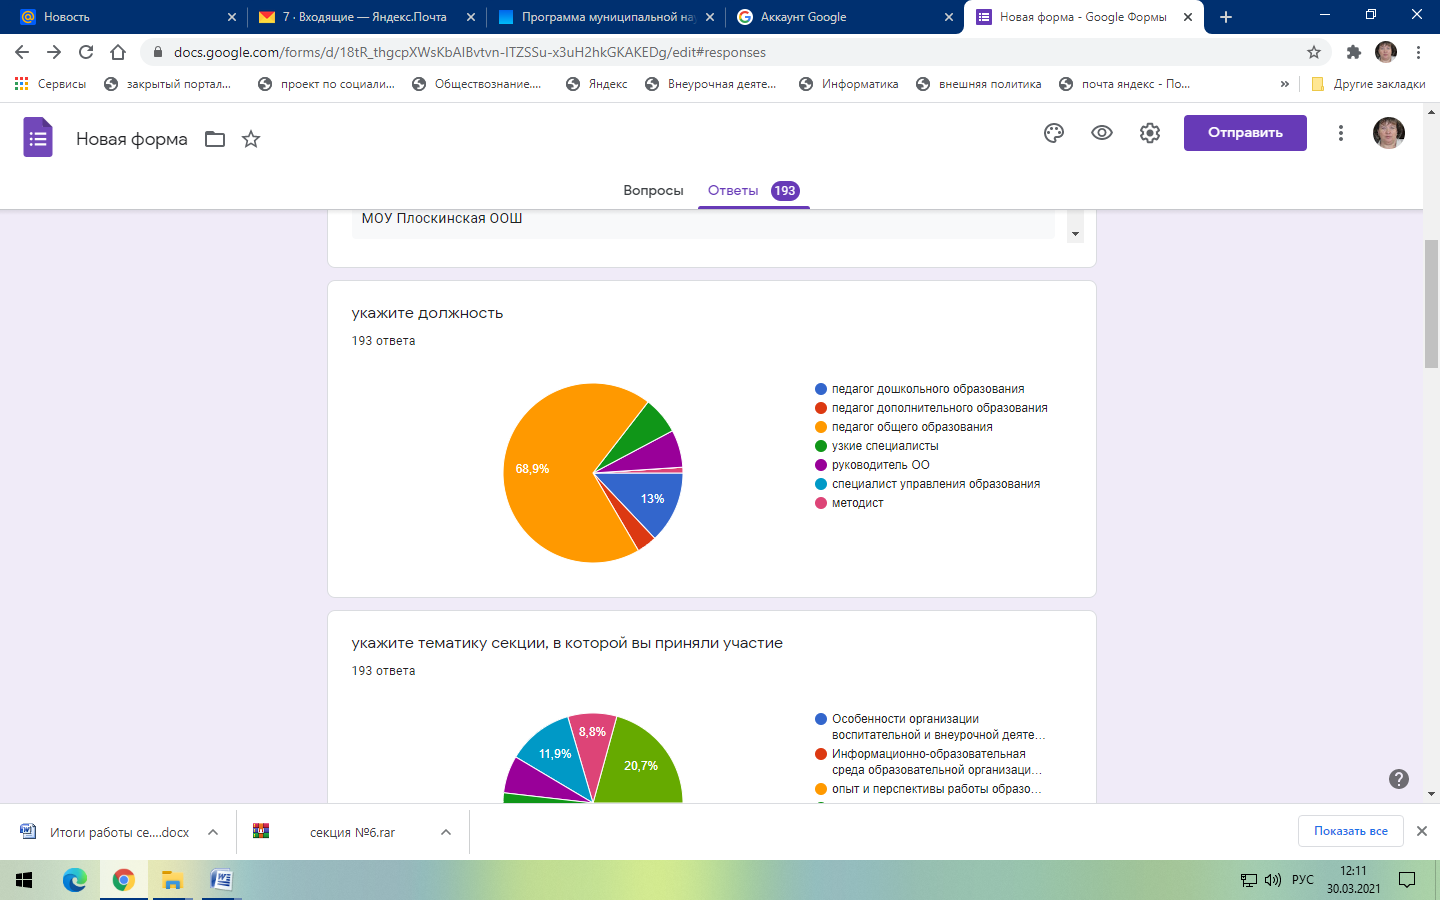 Новость
7 · Входящие — Яндекс.Почта
Программа муниципальной на
Аккаунт Google
Новая форма - Google Формы
docs.google.com/forms/d/18tR_thgcpXWsKbAIBvtvn-ITZSSu-x3uH2hkGKAKEDg/edit#responses
Сервисы
закрытый портал...
проект по социали...
Обществознание....
Яндекс
Внеурочная деяте...
Информатика
внешняя политика
почта яндекс - По...
»
Другие закладки
Новая форма
Отправить
Вопросы
Ответы 193
МОУ Плоскинская ООШ
укажите должность
193 ответа
68,9%
13%
педагог дошкольного образования
педагог дополнительного образования
педагог общего образования
узкие специалисты
руководитель ОО
специалист управления образования
методист
укажите тематику секции, в которой вы приняли участие
193 ответа
8,8%
11,9%
20,7%
Особенности организации
воспитательной и внеурочной деяте…
Информационно-образовательная
среда образовательной организаци…
опыт и перспективы работы образо…
Итоги работы се....docx
секция №6.rar
Показать все
РУС
12:11
30.03.2021